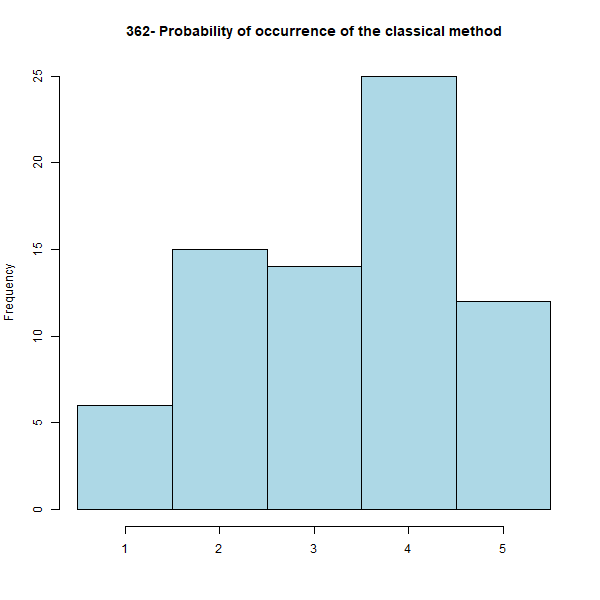 362- Probability of occurrence of the classical method
Frequency
25
20
15
10
5
0
1 2 3 4 5